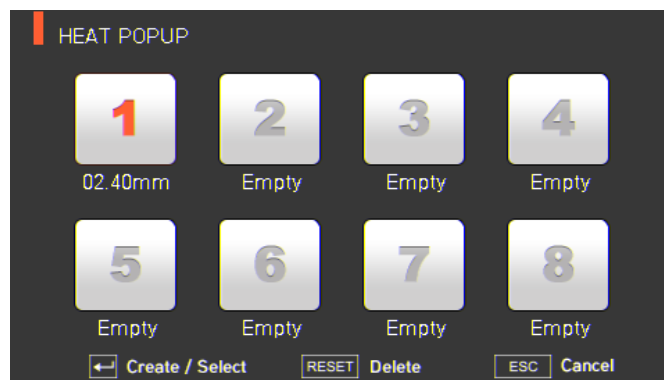 HEAT POPUP
1 2 3 4
02.40mm Empty Empty Empty
5 6 7 8
Empty Empty Empty Empty
Create / Select RESET Delete ESC Cancel